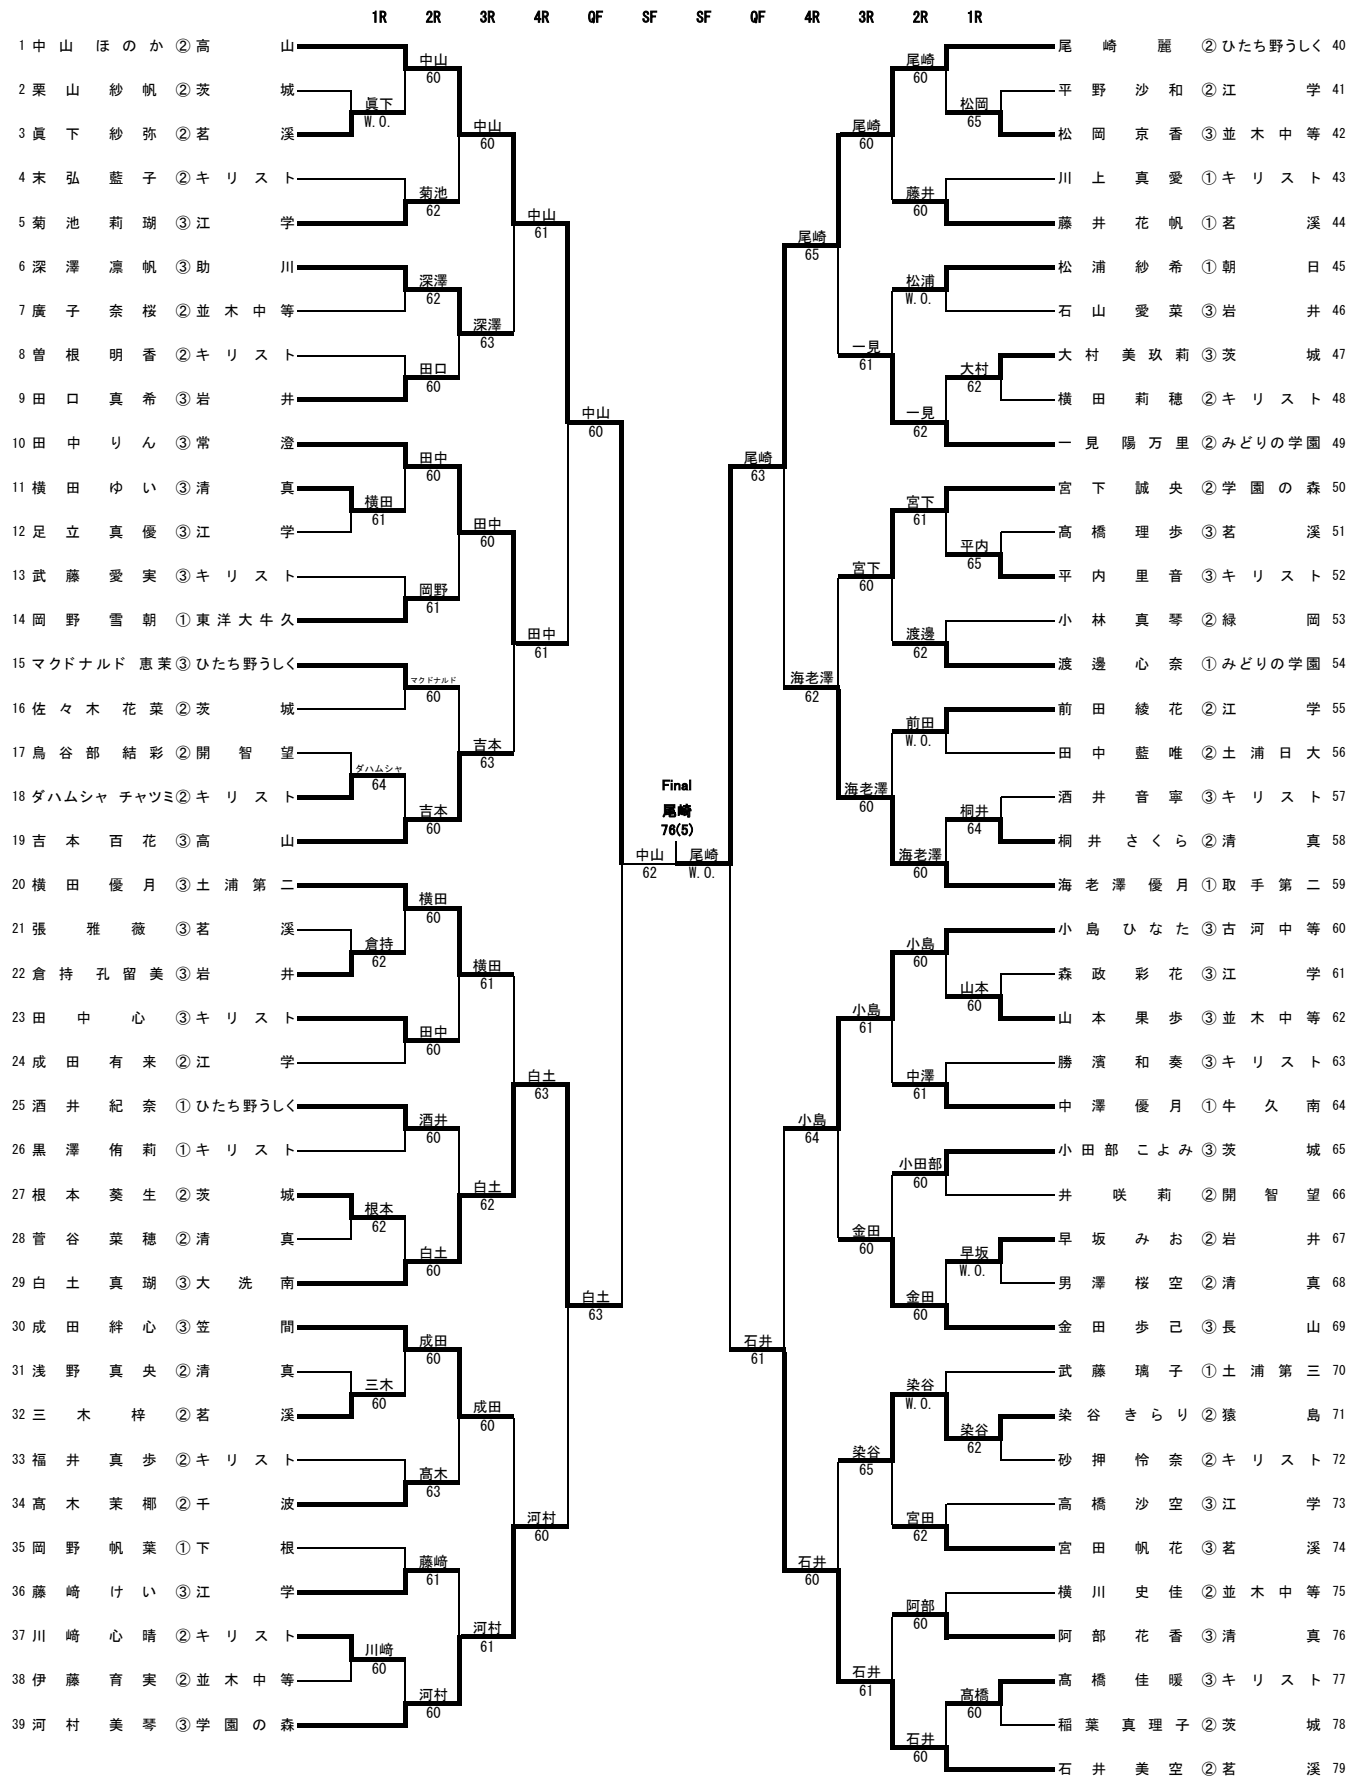 1R 2R 3R 4R QF SF SF QF 4R 3R 2R 1R
1 中山 ほのか ② 高山
2 栗山 紗帆 ② 茨城
3 眞下 紗弥 ② 茗溪
4 末弘 藍子 ② キリスト
5 菊池 莉瑚 ③ 江学
6 深澤 凛帆 ③ 助川
7 廣子 奈桜 ② 並木中等
8 曽根 明香 ② キリスト
9 田口 真希 ③ 岩井
10 田中 りん ③ 常澄
11 横田 ゆい ③ 清真
12 足立 真優 ③ 江学
13 武藤 愛実 ③ キリスト
14 岡野 雪朝 ① 東洋大牛久
15 マクドナルド 恵茉 ③ ひたち野うしく
16 佐々木 花菜 ② 茨城
17 鳥谷部 結彩 ② 開智望
18 ダハムシャ チャツミ ② キリスト
19 吉本 百花 ③ 高山
20 横田 優月 ③ 土浦第二
21 張 雅薇 ③ 茗溪
22 倉持 孔留美 ③ 岩井
23 田中 心 ③ キリスト
24 成田 有来 ② 江学
25 酒井 紀奈 ① ひたち野うしく
26 黒澤 侑莉 ① キリスト
27 根本 葵生 ② 茨城
28 菅谷 菜穂 ② 清真
29 白土 真瑚 ③ 大洗南
30 成田 絆心 ③ 笠間
31 浅野 真央 ② 清真
32 三木 梓 ② 茗溪
33 福井 真歩 ② キリスト
34 髙木 茉椰 ② 千波
35 岡野 帆葉 ① 下根
36 藤﨑 けい ③ 江学
37 川﨑 心晴 ② キリスト
38 伊藤 育実 ② 並木中等
39 河村 美琴 ③ 学園の森
眞下
W.O.
横田
61
ダハムシャ
64
倉持
62
根本
62
三木
60
川﨑
60
中山
60
菊池
62
深澤
62
田口
60
田中
60
岡野
61
マクドナルド
60
吉本
60
横田
60
田中
60
酒井
60
白土
60
成田
60
髙木
63
藤﨑
61
河村
60
中山
60
深澤
63
田中
60
吉本
63
横田
61
白土
62
成田
60
河村
61
中山
61
田中
61
白土
63
河村
60
中山
60
白土
63
中山
62
Final
尾崎
76(5)
尾崎
W.O.
尾崎
63
石井
61
尾崎
65
海老澤
62
小島
64
石井
60
尾崎
60
一見
61
宮下
60
海老澤
60
小島
61
金田
60
染谷
65
石井
61
尾崎
60
藤井
60
松浦
W.O.
一見
62
宮下
61
渡邊
62
前田
W.O.
海老澤
60
小島
60
中澤
61
小田部
60
金田
60
染谷
W.O.
宮田
62
阿部
60
石井
60
松岡
65
大村
62
平内
65
桐井
64
山本
60
早坂
W.O.
染谷
62
髙橋
60
尾崎 麗 ② ひたち野うしく 40
平野 沙和 ② 江学 41
松岡 京香 ③ 並木中等 42
川上 真愛 ① キリスト 43
藤井 花帆 ① 茗溪 44
松浦 紗希 ① 朝日 45
石山 愛菜 ③ 岩井 46
大村 美玖莉 ③ 茨城 47
横田 莉穂 ② キリスト 48
一見 陽万里 ② みどりの学園 49
宮下 誠央 ② 学園の森 50
髙橋 理歩 ③ 茗溪 51
平内 里音 ③ キリスト 52
小林 真琴 ② 緑岡 53
渡邊 心奈 ① みどりの学園 54
前田 綾花 ② 江学 55
田中 藍唯 ② 土浦日大 56
酒井 音寧 ③ キリスト 57
桐井 さくら ② 清真 58
海老澤 優月 ① 取手第二 59
小島 ひなた ③ 古河中等 60
森政 彩花 ③ 江学 61
山本 果歩 ③ 並木中等 62
勝濱 和奏 ③ キリスト 63
中澤 優月 ① 牛久南 64
小田部 こよみ ③ 茨城 65
井 咲莉 ② 開智望 66
早坂 みお ② 岩井 67
男澤 桜空 ② 清真 68
金田 歩己 ③ 長山 69
武藤 璃子 ① 土浦第三 70
染谷 きらり ② 猿島 71
砂押 怜奈 ② キリスト 72
高橋 沙空 ③ 江学 73
宮田 帆花 ③ 茗溪 74
横川 史佳 ② 並木中等 75
阿部 花香 ③ 清真 76
髙橋 佳暖 ③ キリスト 77
稲葉 真理子 ② 茨城 78
石井 美空 ② 茗溪 79